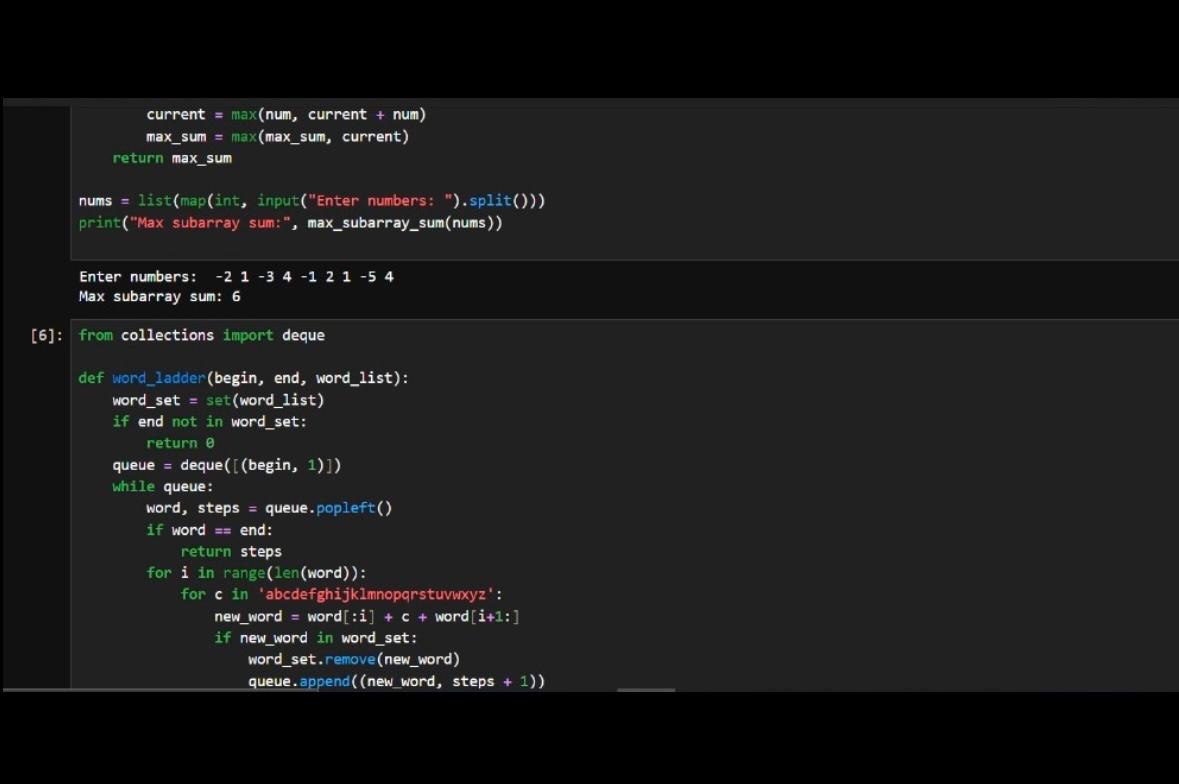 current = max(num, current + num)
        max_sum = max(max_sum, current)
    return max_sum

nums = list(map(int, input("Enter numbers: ").split()))
print("Max subarray sum:", max_subarray_sum(nums))

Enter numbers:  -2 1 -3 4 -1 2 1 -5 4
Max subarray sum: 6
[6]: from collections import deque

def word_ladder(begin, end, word_list):
    word_set = set(word_list)
    if end not in word_set:
        return 0
    queue = deque([(begin, 1)])
    while queue:
        word, steps = queue.popleft()
        if word == end:
            return steps
        for i in range(len(word)):
            for c in 'abcdefghijklmnopqrstuvwxyz':
                new_word = word[:i] + c + word[i+1:]
                if new_word in word_set:
                    word_set.remove(new_word)
                    queue.append((new_word, steps + 1))